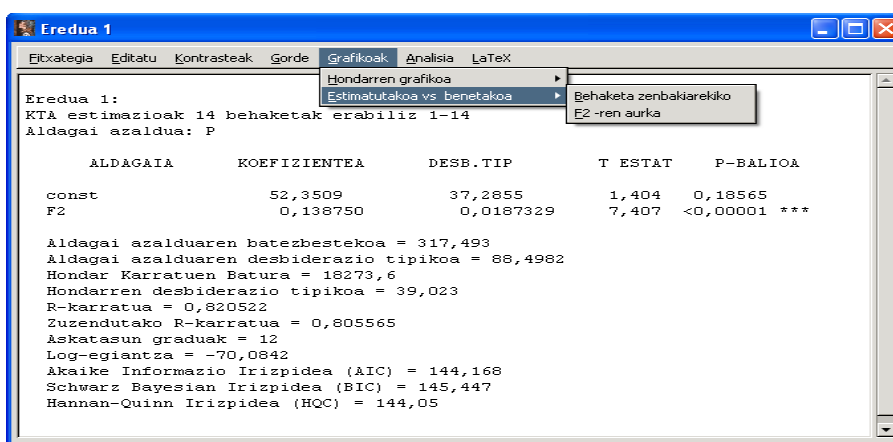 Eredua 1
Fitxategia Editatu Kontrasteak Gorde Grafikoak Analisia LaTeX
Hondarren grafikoa
Estimatutakoa vs benetakoa
Behaketa zenbakiarekiko
F2 -ren aurka
Eredua 1:
KTA estimazioak 14 behaketak erabiliz 1-14
Aldagai azaldua: P
ALDAGAIA KOEFIZIENTEA DESB.TIP T ESTAT P-BALIOA
const 52,3509 37,2855 1,404 0,18565
F2 0,138750 0,0187329 7,407 <0,00001 ***
Aldagai azalduaren batezbestekoa = 317,493
Aldagai azalduaren desbiderazio tipikoa = 88,4982
Hondar Karratuen Batura = 18273,6
Hondarren desbiderazio tipikoa = 39,023
R-karratua = 0,820522
Zuzendutako R-karratua = 0,805565
Askatasun graduak = 12
Log-egiantza = -70,0842
Akaike Informazio Irizpidea (AIC) = 144,168
Schwarz Bayesian Irizpidea (BIC) = 145,447
Hannan-Quinn Irizpidea (HQC) = 144,05